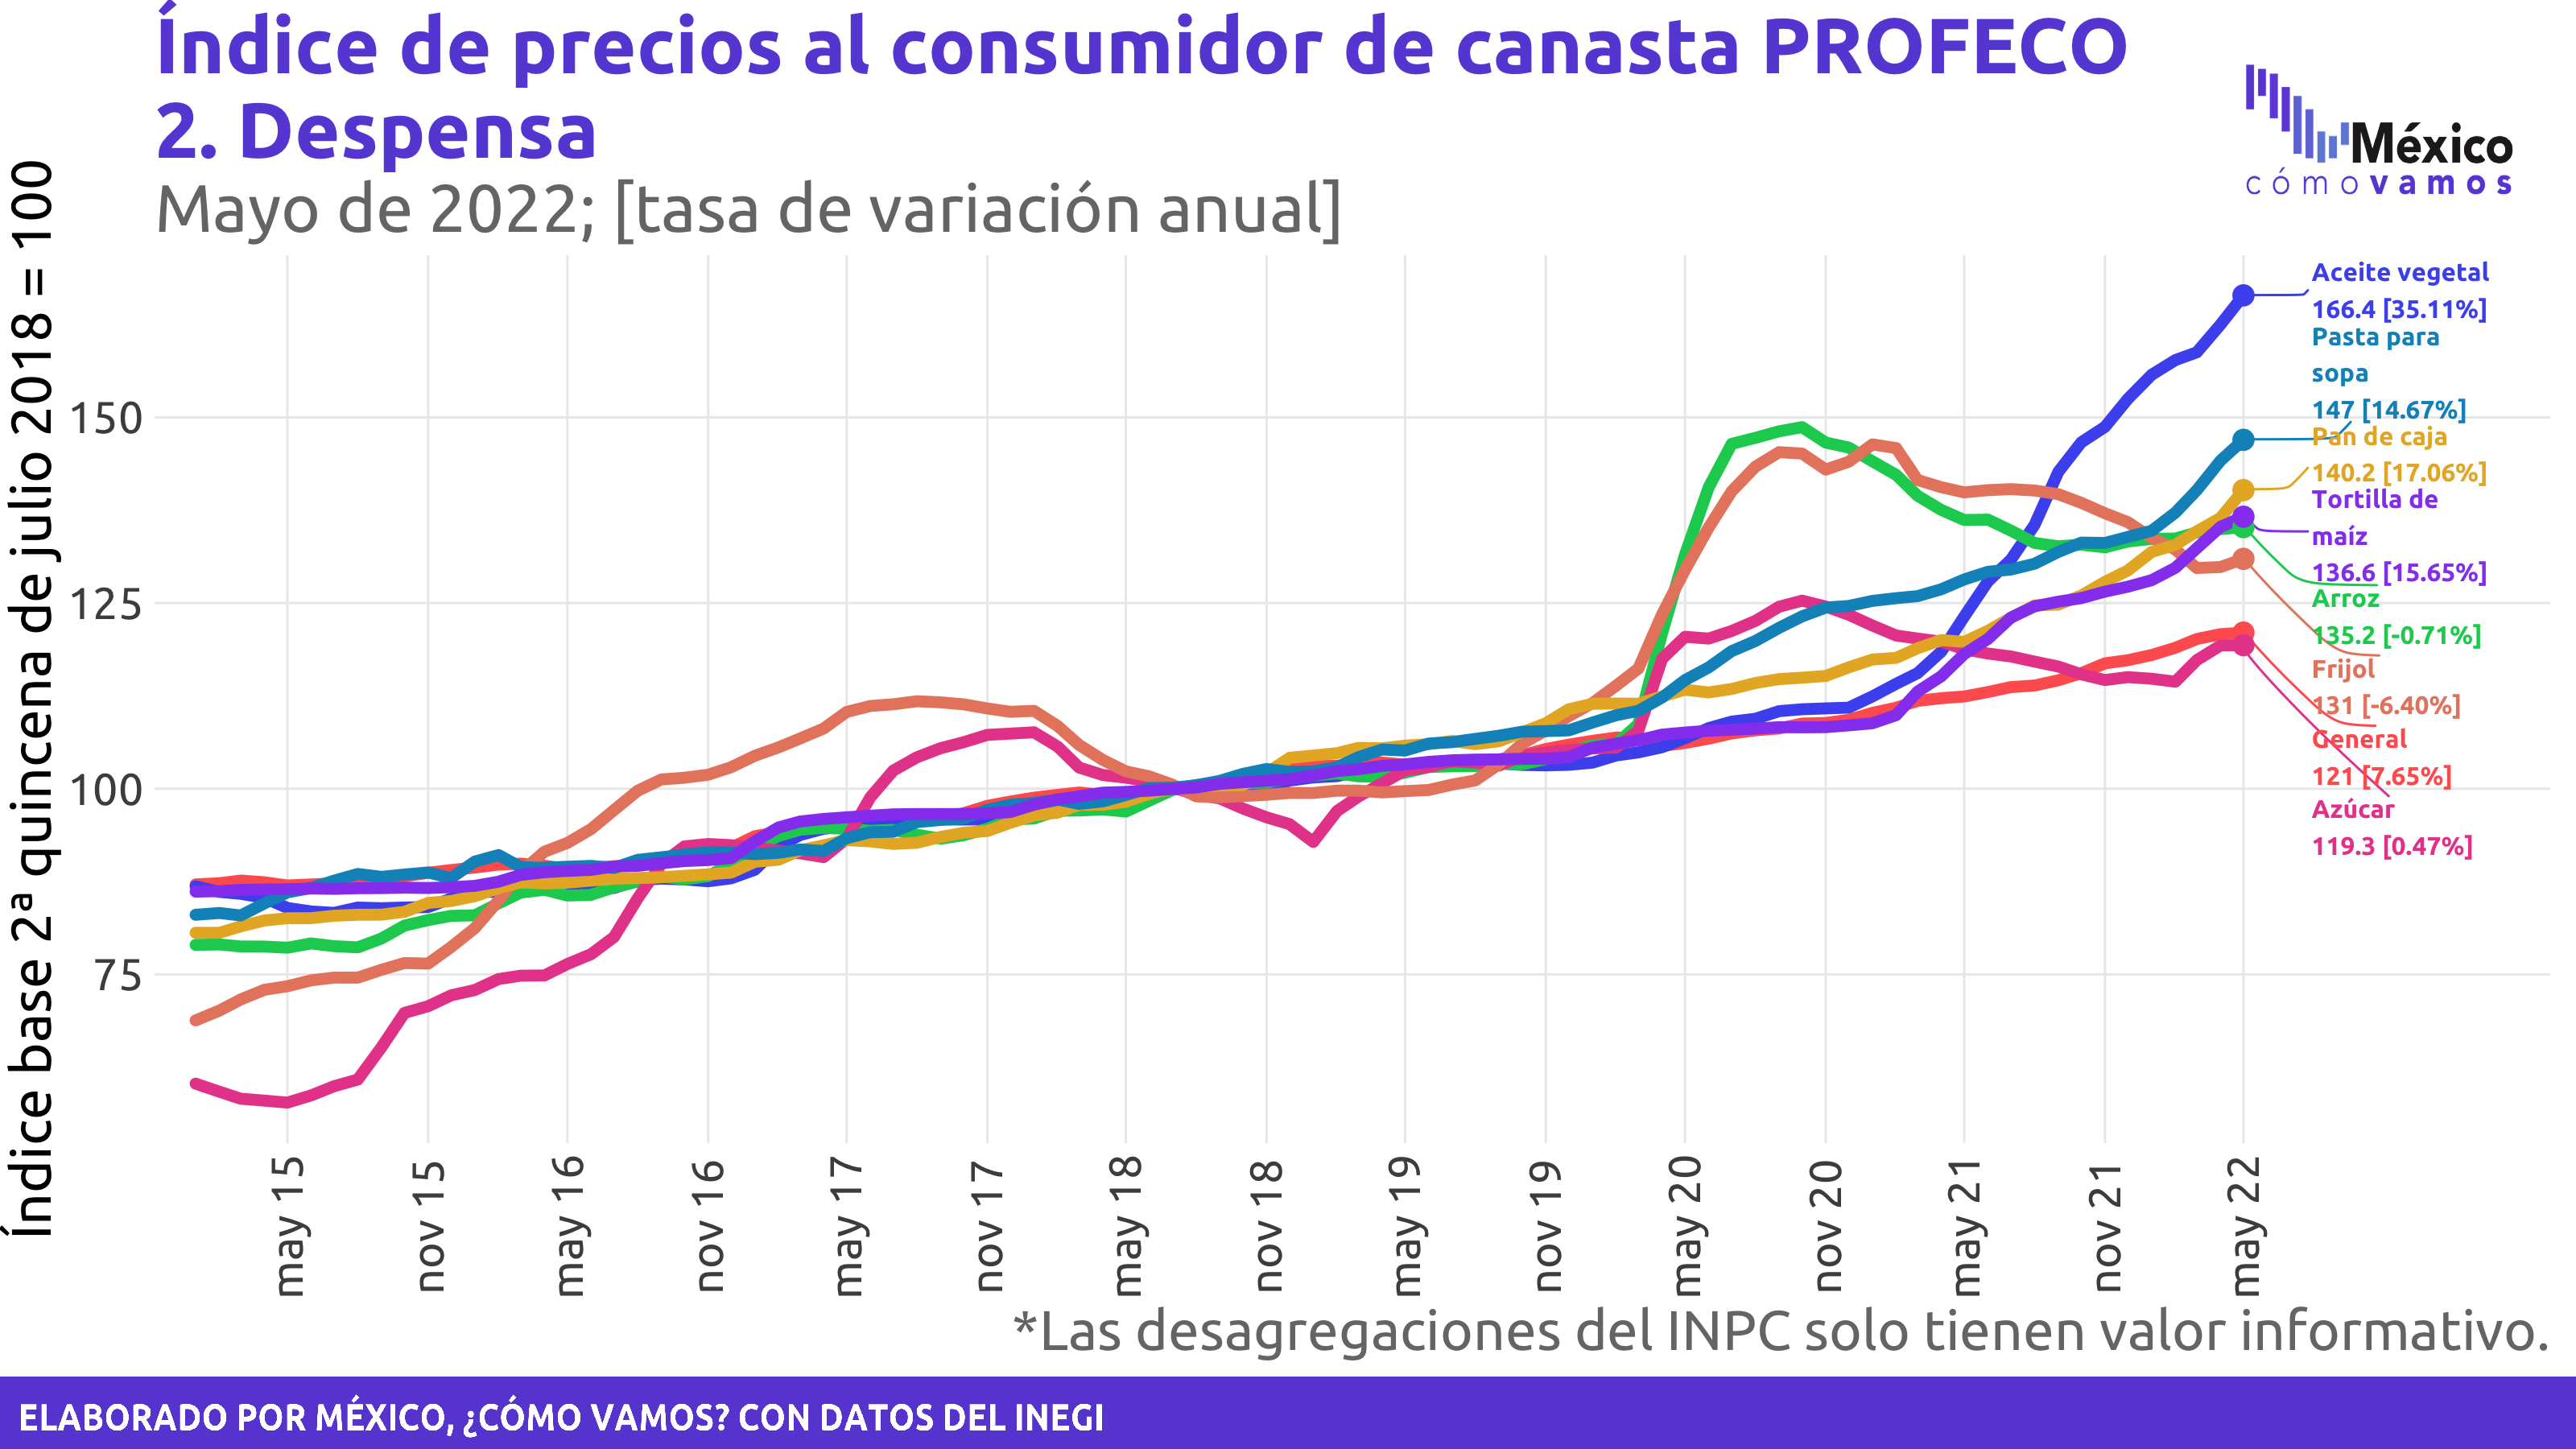 Índice de precios al consumidor de canasta PROFECO
2. Despensa
Mayo de 2022; [tasa de variación anual]
México
cómo vamos
Índice base 2ª quincena de julio 2018 = 100
150
125
100
75
Aceite vegetal
166.4 [35.11%]
Pasta para
sopa
147 [14.67%]
Pan de caja
140.2 [17.06%]
Tortilla de
maíz
136.6 [15.65%]
Arroz
135.2 [-0.71%]
Frijol
131 [-6.40%]
General
121 [7.65%]
Azúcar
119.3 [0.47%]
may 15
nov 15
may 16
nov 16
may 17
nov 17
may 18
nov 18
may 19
nov 19
may 20
nov 20
may 21
nov 21
may 22
*Las desagregaciones del INPC solo tienen valor informativo.
ELABORADO POR MÉXICO, ¿CÓMO VAMOS? CON DATOS DEL INEGI